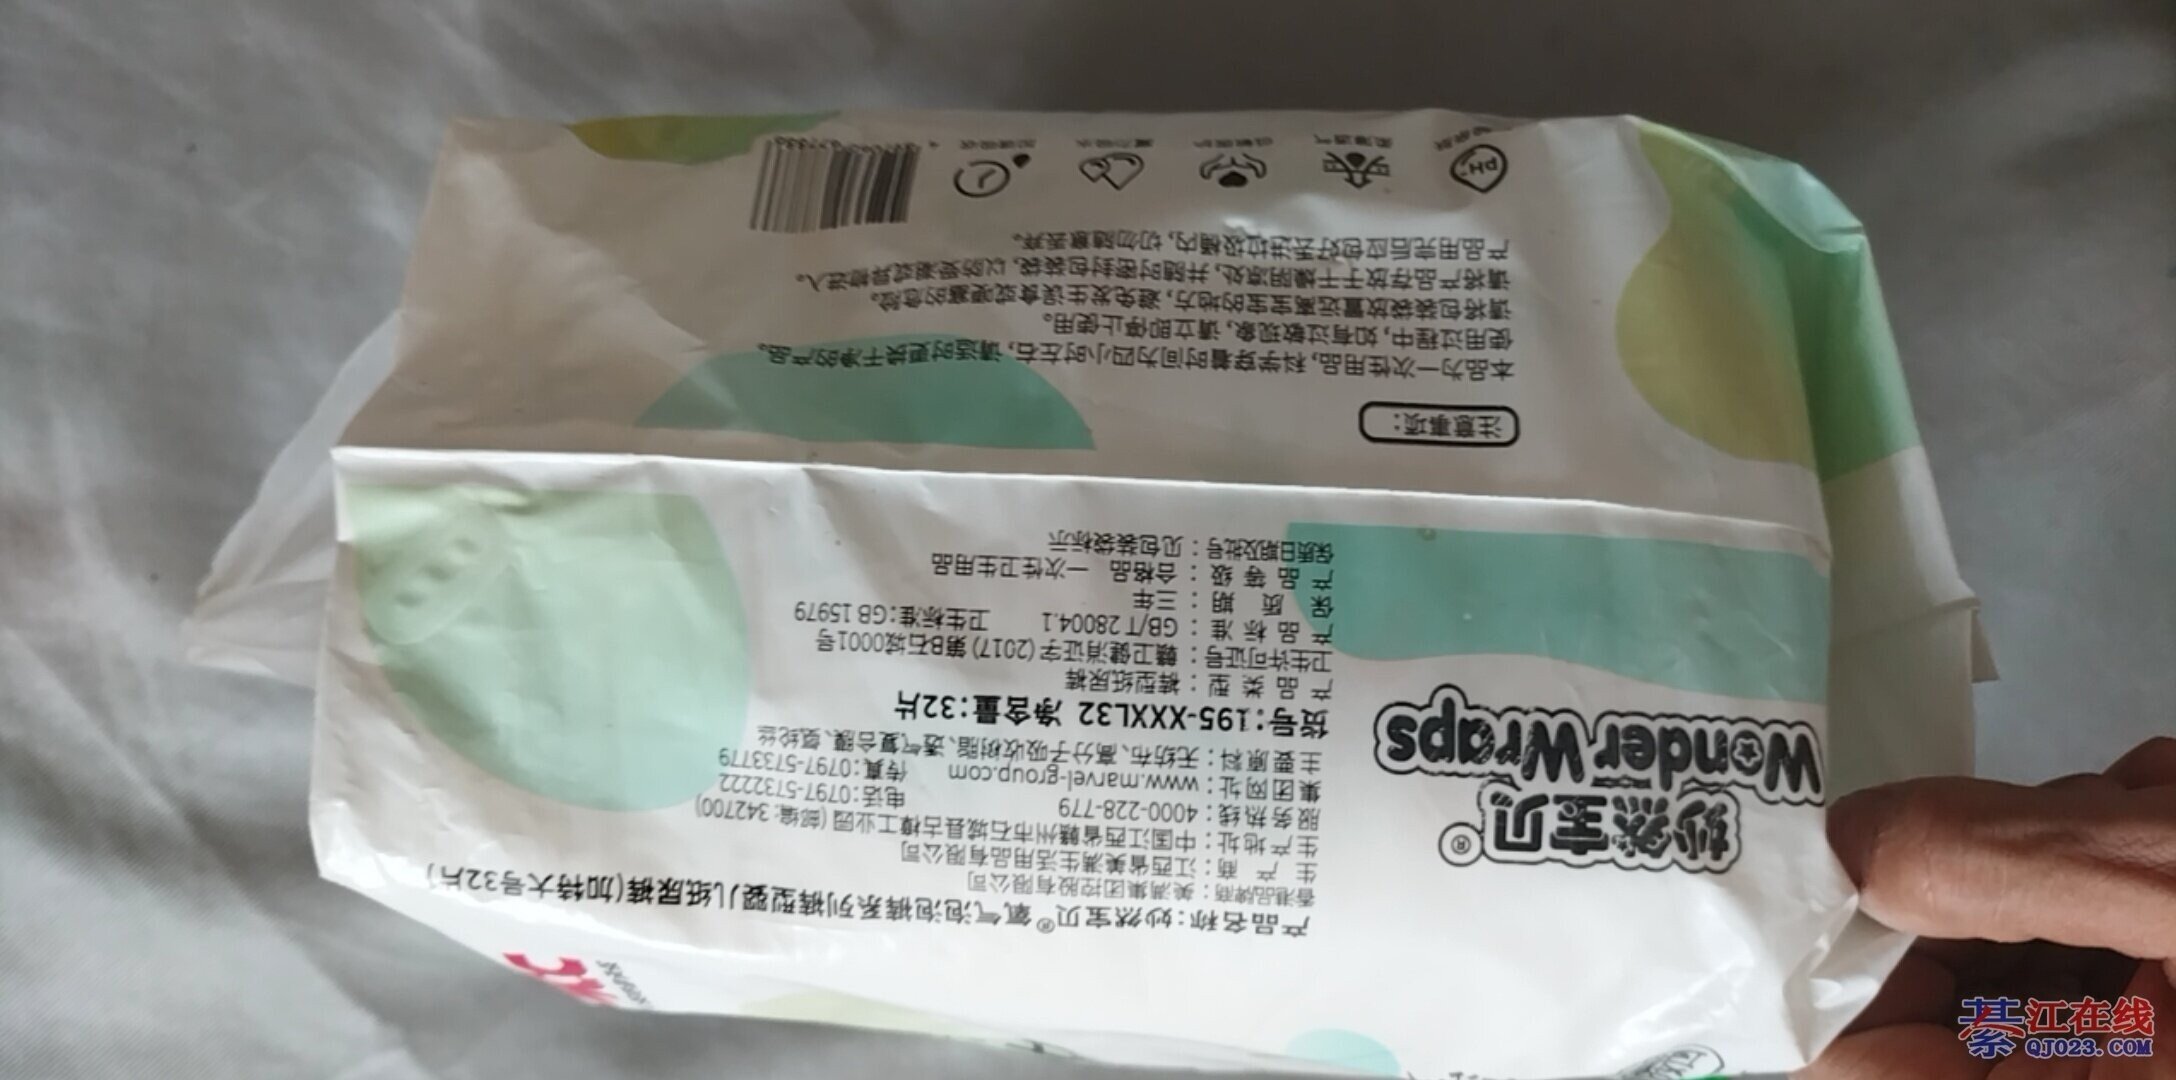 妙然宝贝®
Wonder Wraps
产品名称：妙然宝贝®氧气泡泡裤系列裤型婴儿纸尿裤(加特大号32片)
香港品牌商：美满集团控股有限公司
生产商：江西省美满生活用品有限公司
生产地址：中国江西省赣州市石城县古樟工业园(邮编:342700)
服务热线：4000-228-779 电话：0797-5732222
集团网址：www.marvel-group.com 传真：0797-5733779
主要原料：无纺布、高分子吸收树脂、透气复合膜、氨纶丝
货号：195-XXXL32 净含量：32片
产品类型：裤型纸尿裤
卫生许可证号：赣卫健消证字(2017)第B石城0001号
产品标准：GB/T 28004.1 卫生标准：GB 15979
保质期：三年
产品等级：合格品 一次性卫生用品
保质日期及批号：见包装袋标示
注意事项：
本品为一次性用品，科学穿着时间为四小时左右，请适时更换干净的产品。
使用过程中，如有过敏现象，请立即停止使用。
请将包装袋放置远离宝宝的地方，避免发生误食或灌窒的危险。
请将产品存放于干燥阴凉处，并随时密封包装袋，以防受潮或异物进入。
产品用完后应包好丢进垃圾桶内，切勿随意丢弃。
PH
綦江在线
QJ023.COM